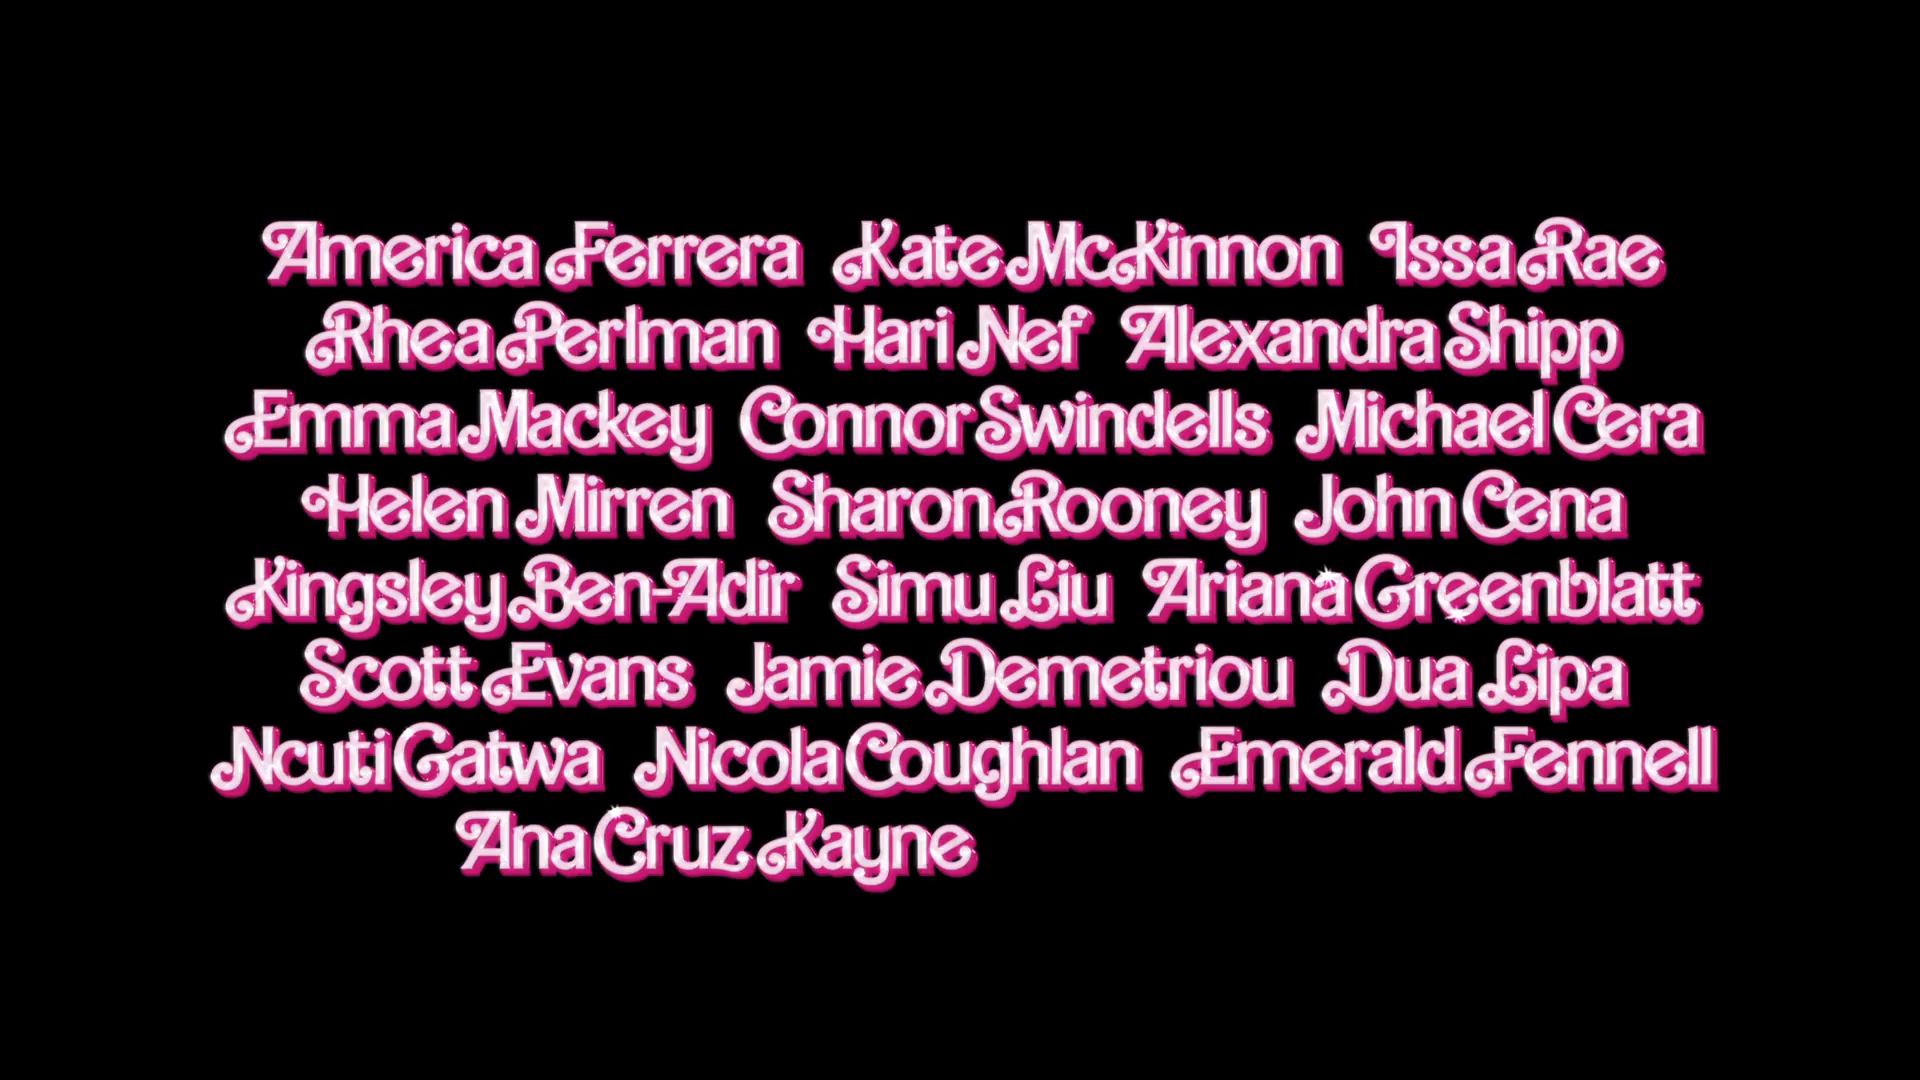 America Ferrera Kate McKinnon Issa Rae
Rhea Perlman Hari Nef Alexandra Shipp
Emma Mackey Connor Swindells Michael Cera
Helen Mirren Sharon Rooney John Cena
Kingsley Ben-Adir Simu Liu Ariana Greenblatt
Scott Evans Jamie Demetriou Dua Lipa
Ncuti Gatwa Nicola Coughlan Emerald Fennell
Ana Cruz Kayne